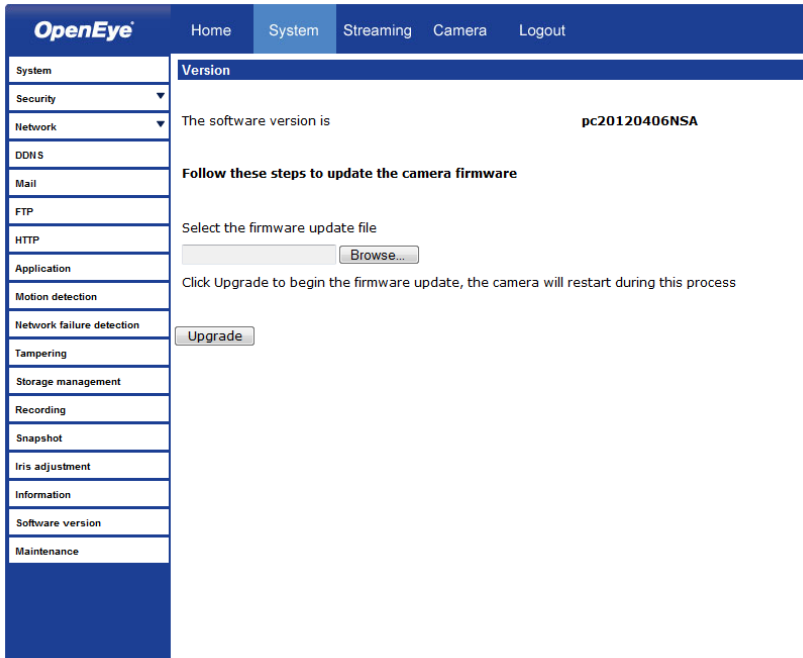 OpenEye
Home System Streaming Camera Logout
System
Security
Network
DDNS
Mail
FTP
HTTP
Application
Motion detection
Network failure detection
Tampering
Storage management
Recording
Snapshot
Iris adjustment
Information
Software version
Maintenance
Version
The software version is pc20120406NSA
Follow these steps to update the camera firmware
Select the firmware update file
Browse...
Click Upgrade to begin the firmware update, the camera will restart during this process
Upgrade